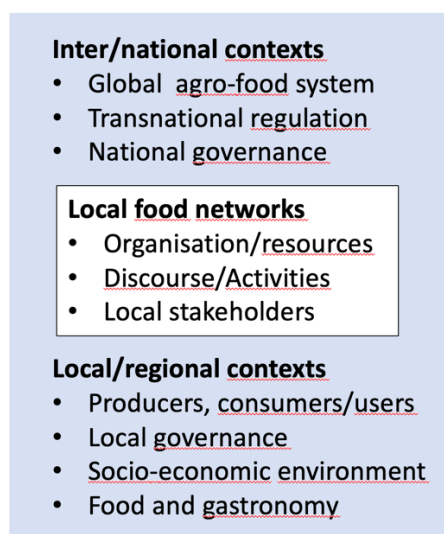 Inter/national contexts
• Global agro-food system
• Transnational regulation
• National governance
Local food networks
• Organisation/resources
• Discourse/Activities
• Local stakeholders
Local/regional contexts
• Producers, consumers/users
• Local governance
• Socio-economic environment
• Food and gastronomy